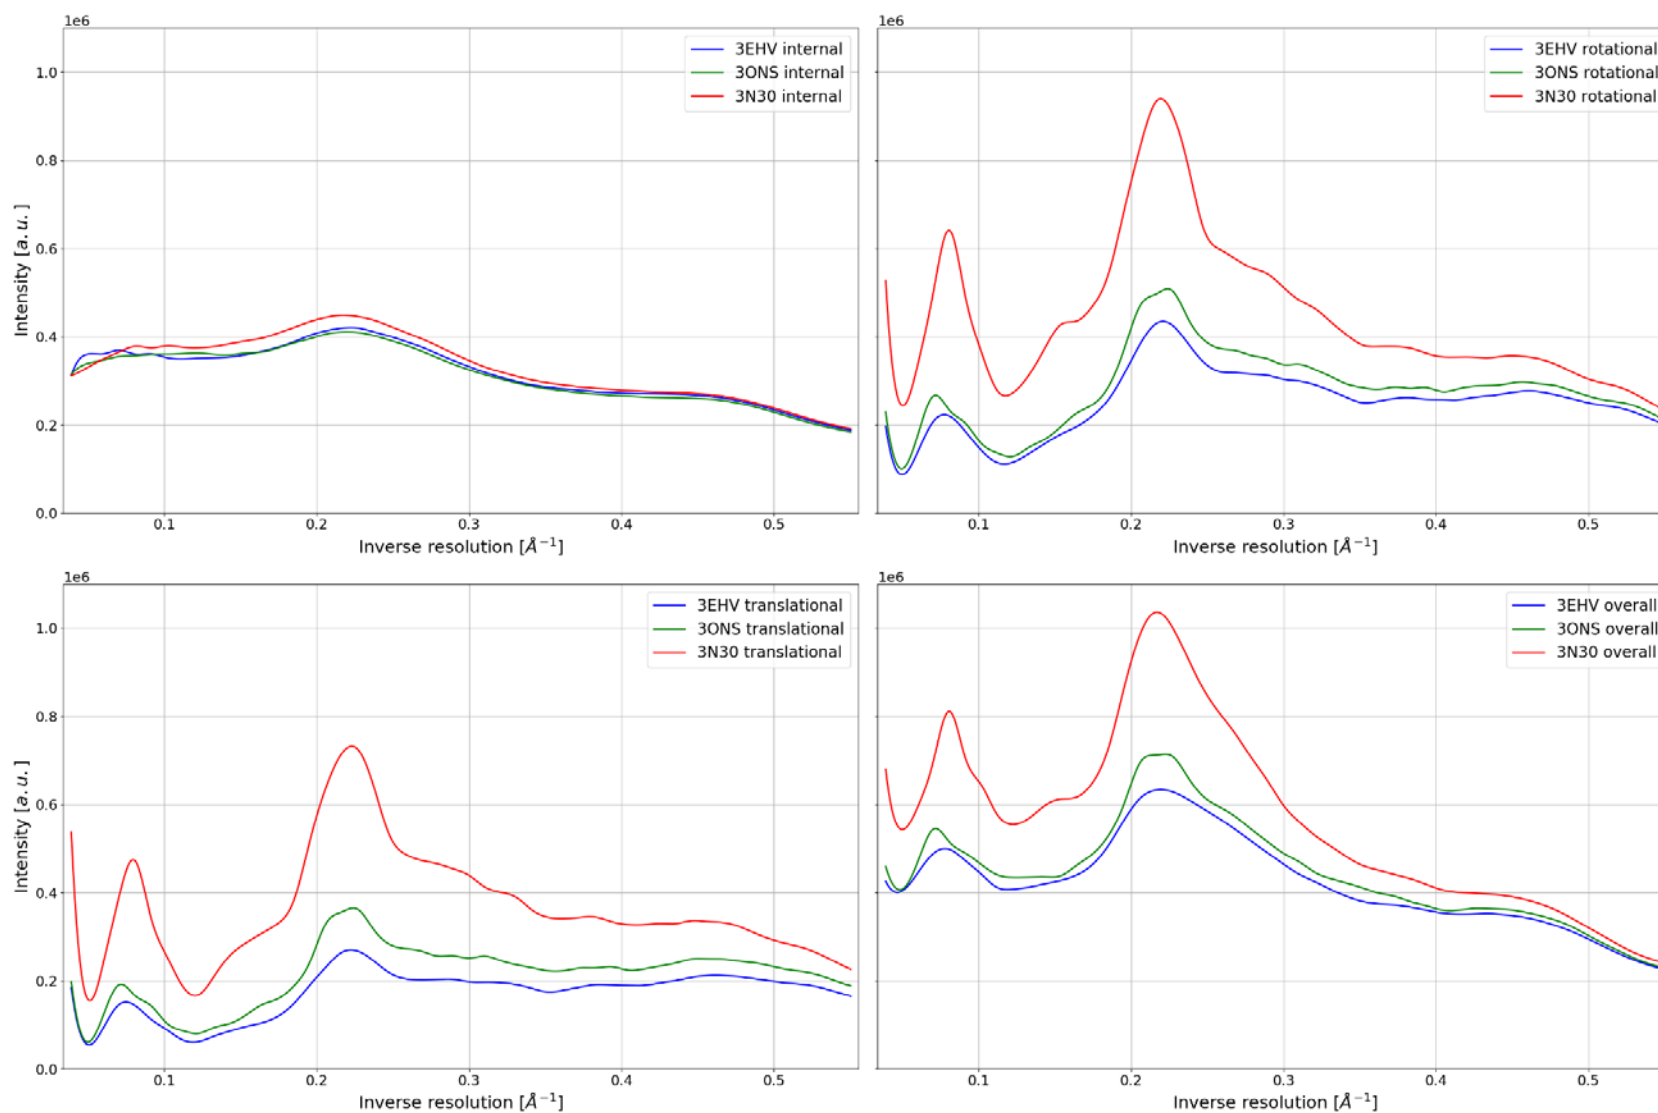 1e6
3EHV internal
3ONS internal
3N30 internal
Intensity [a.u.]
1.0
0.8
0.6
0.4
0.2
0.0
0.1 0.2 0.3 0.4 0.5
Inverse resolution [Å⁻¹]
1e6
3EHV rotational
3ONS rotational
3N30 rotational
0.1 0.2 0.3 0.4 0.5
Inverse resolution [Å⁻¹]
1e6
3EHV translational
3ONS translational
3N30 translational
Intensity [a.u.]
1.0
0.8
0.6
0.4
0.2
0.0
0.1 0.2 0.3 0.4 0.5
Inverse resolution [Å⁻¹]
1e6
3EHV overall
3ONS overall
3N30 overall
0.1 0.2 0.3 0.4 0.5
Inverse resolution [Å⁻¹]